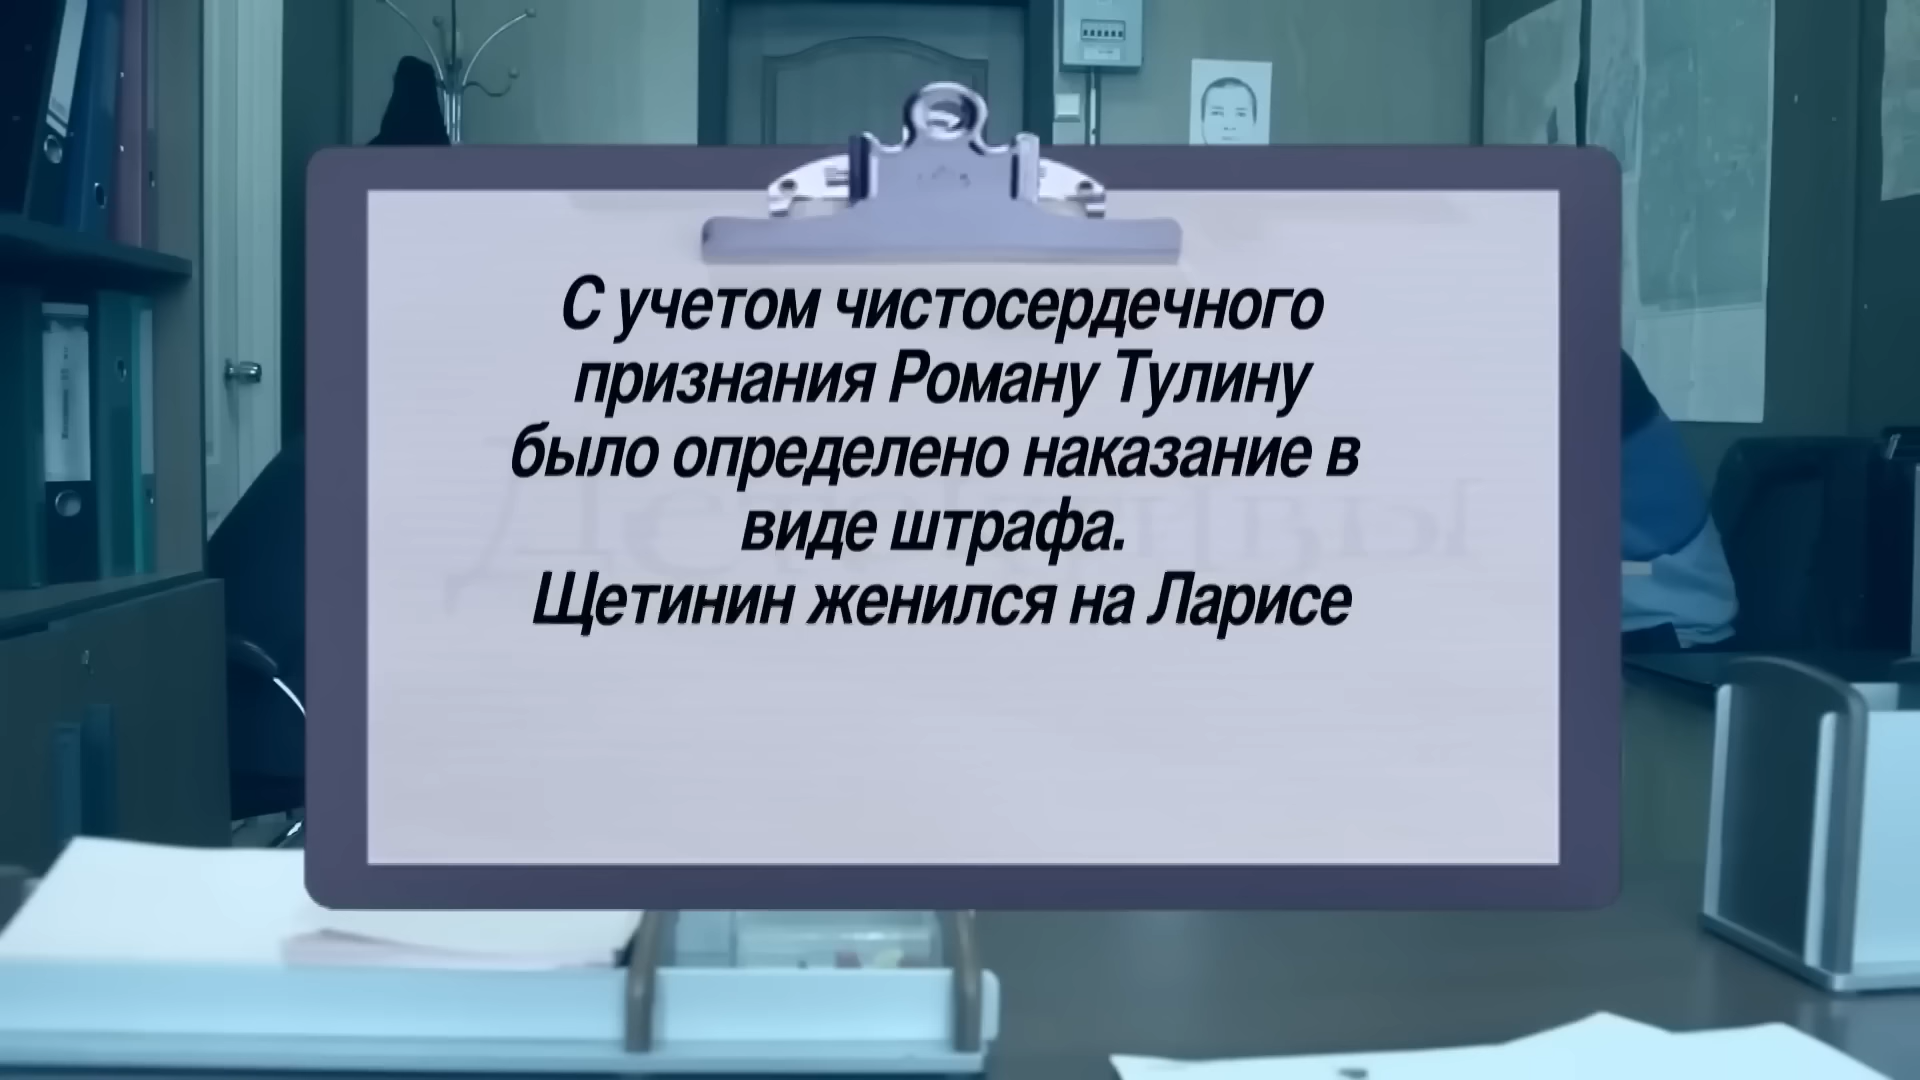 С учетом чистосердечного
признания Роману Тулину
было определено наказание в
виде штрафа.
Щетинин женился на Ларисе